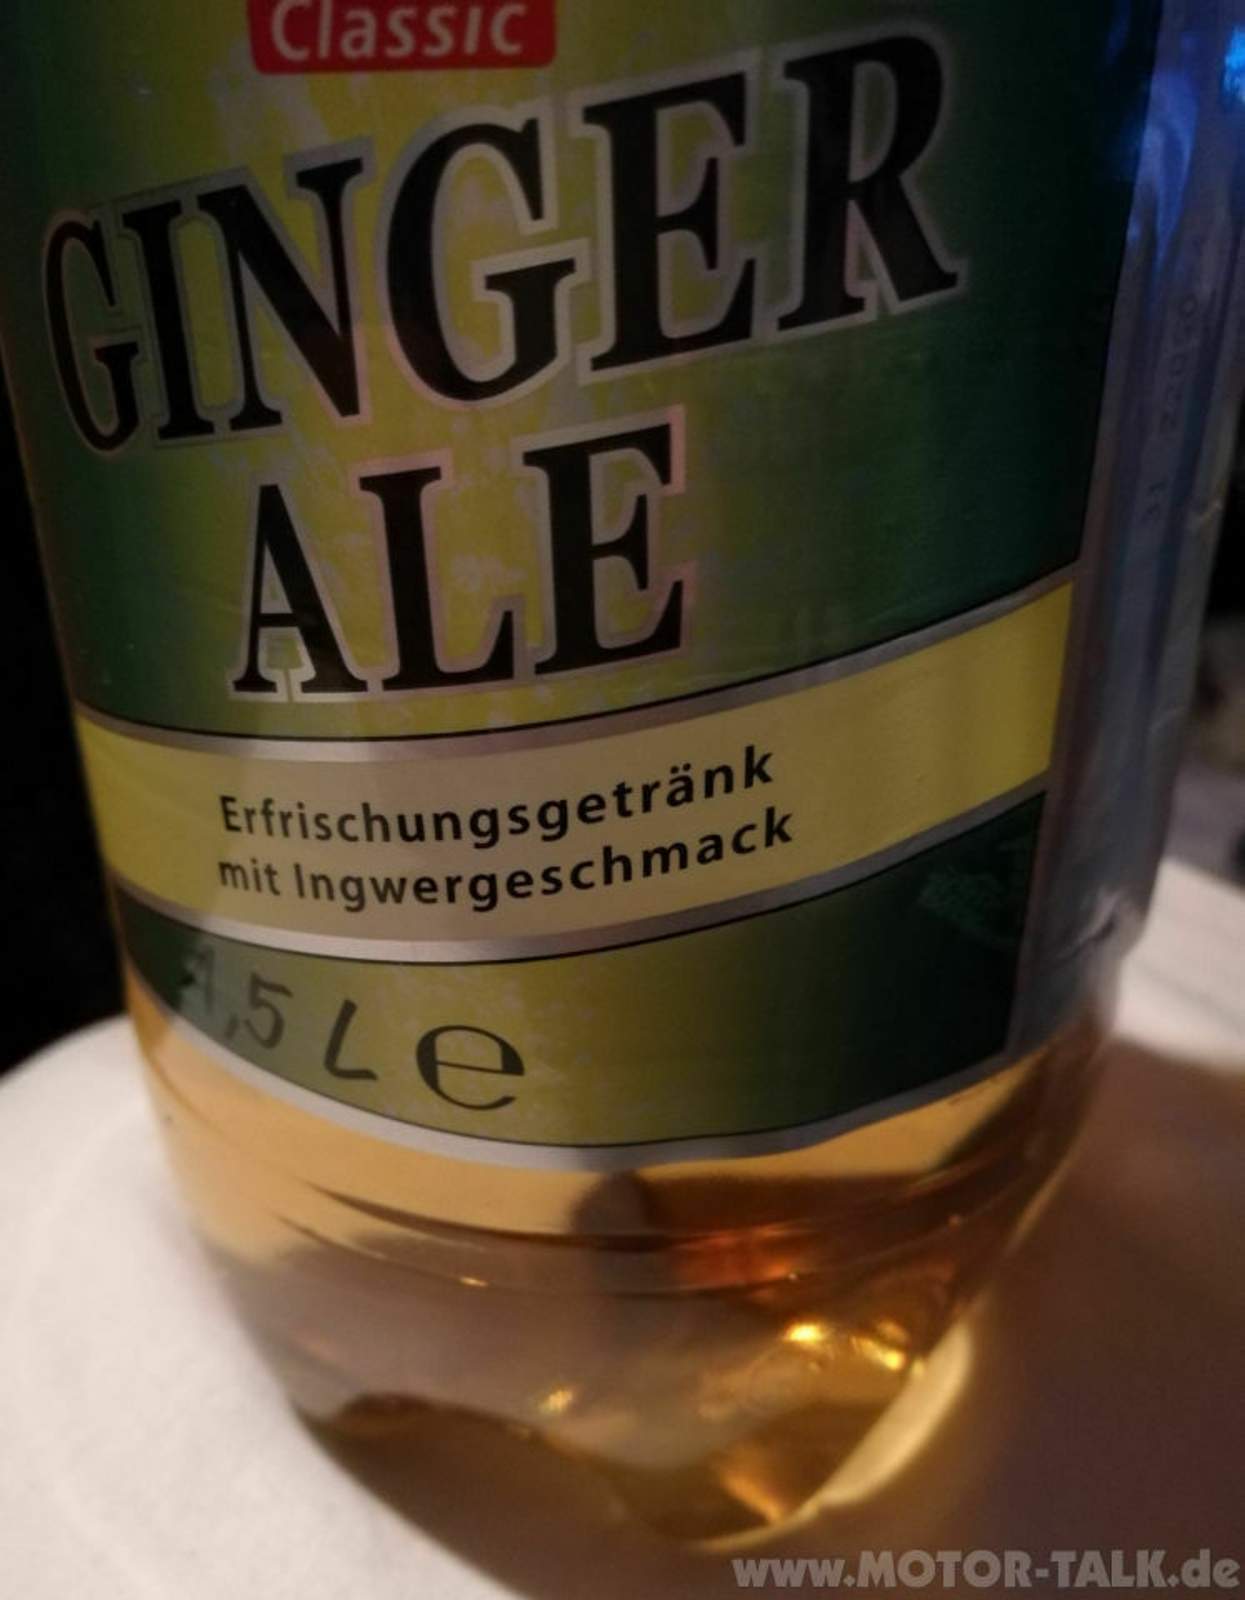 Classic
GINGER
ALE
Erfrischungsgetränk
mit Ingwergeschmack
1,5 L e
www.MOTOR-TALK.de